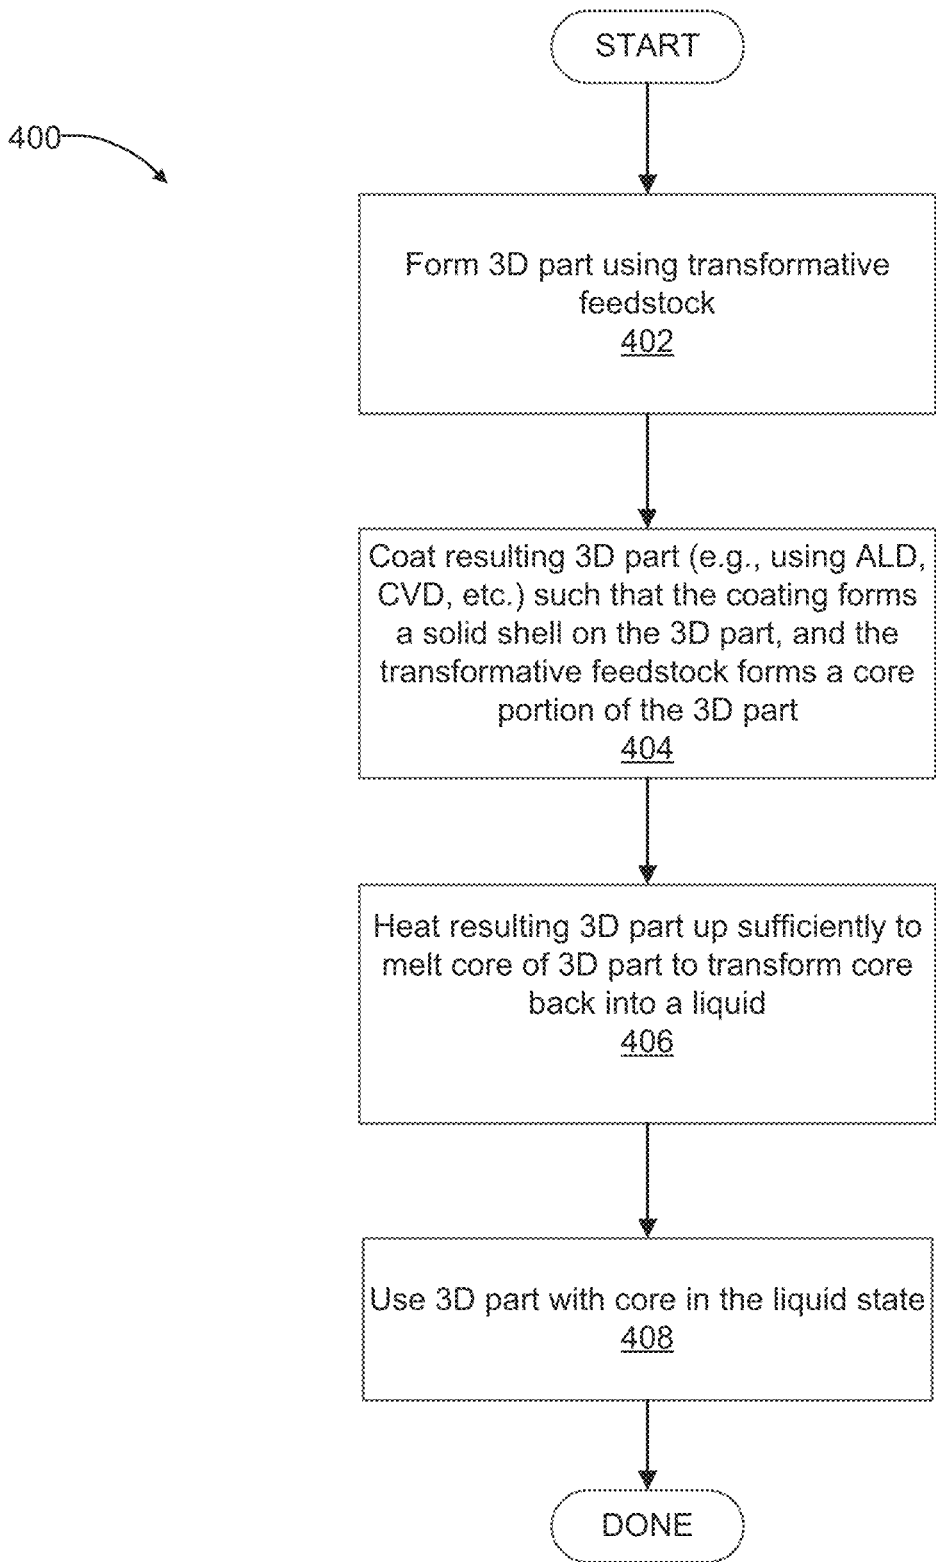 START
400
Form 3D part using transformative
feedstock
402
Coat resulting 3D part (e.g., using ALD,
CVD, etc.) such that the coating forms
a solid shell on the 3D part, and the
transformative feedstock forms a core
portion of the 3D part
404
Heat resulting 3D part up sufficiently to
melt core of 3D part to transform core
back into a liquid
406
Use 3D part with core in the liquid state
408
DONE